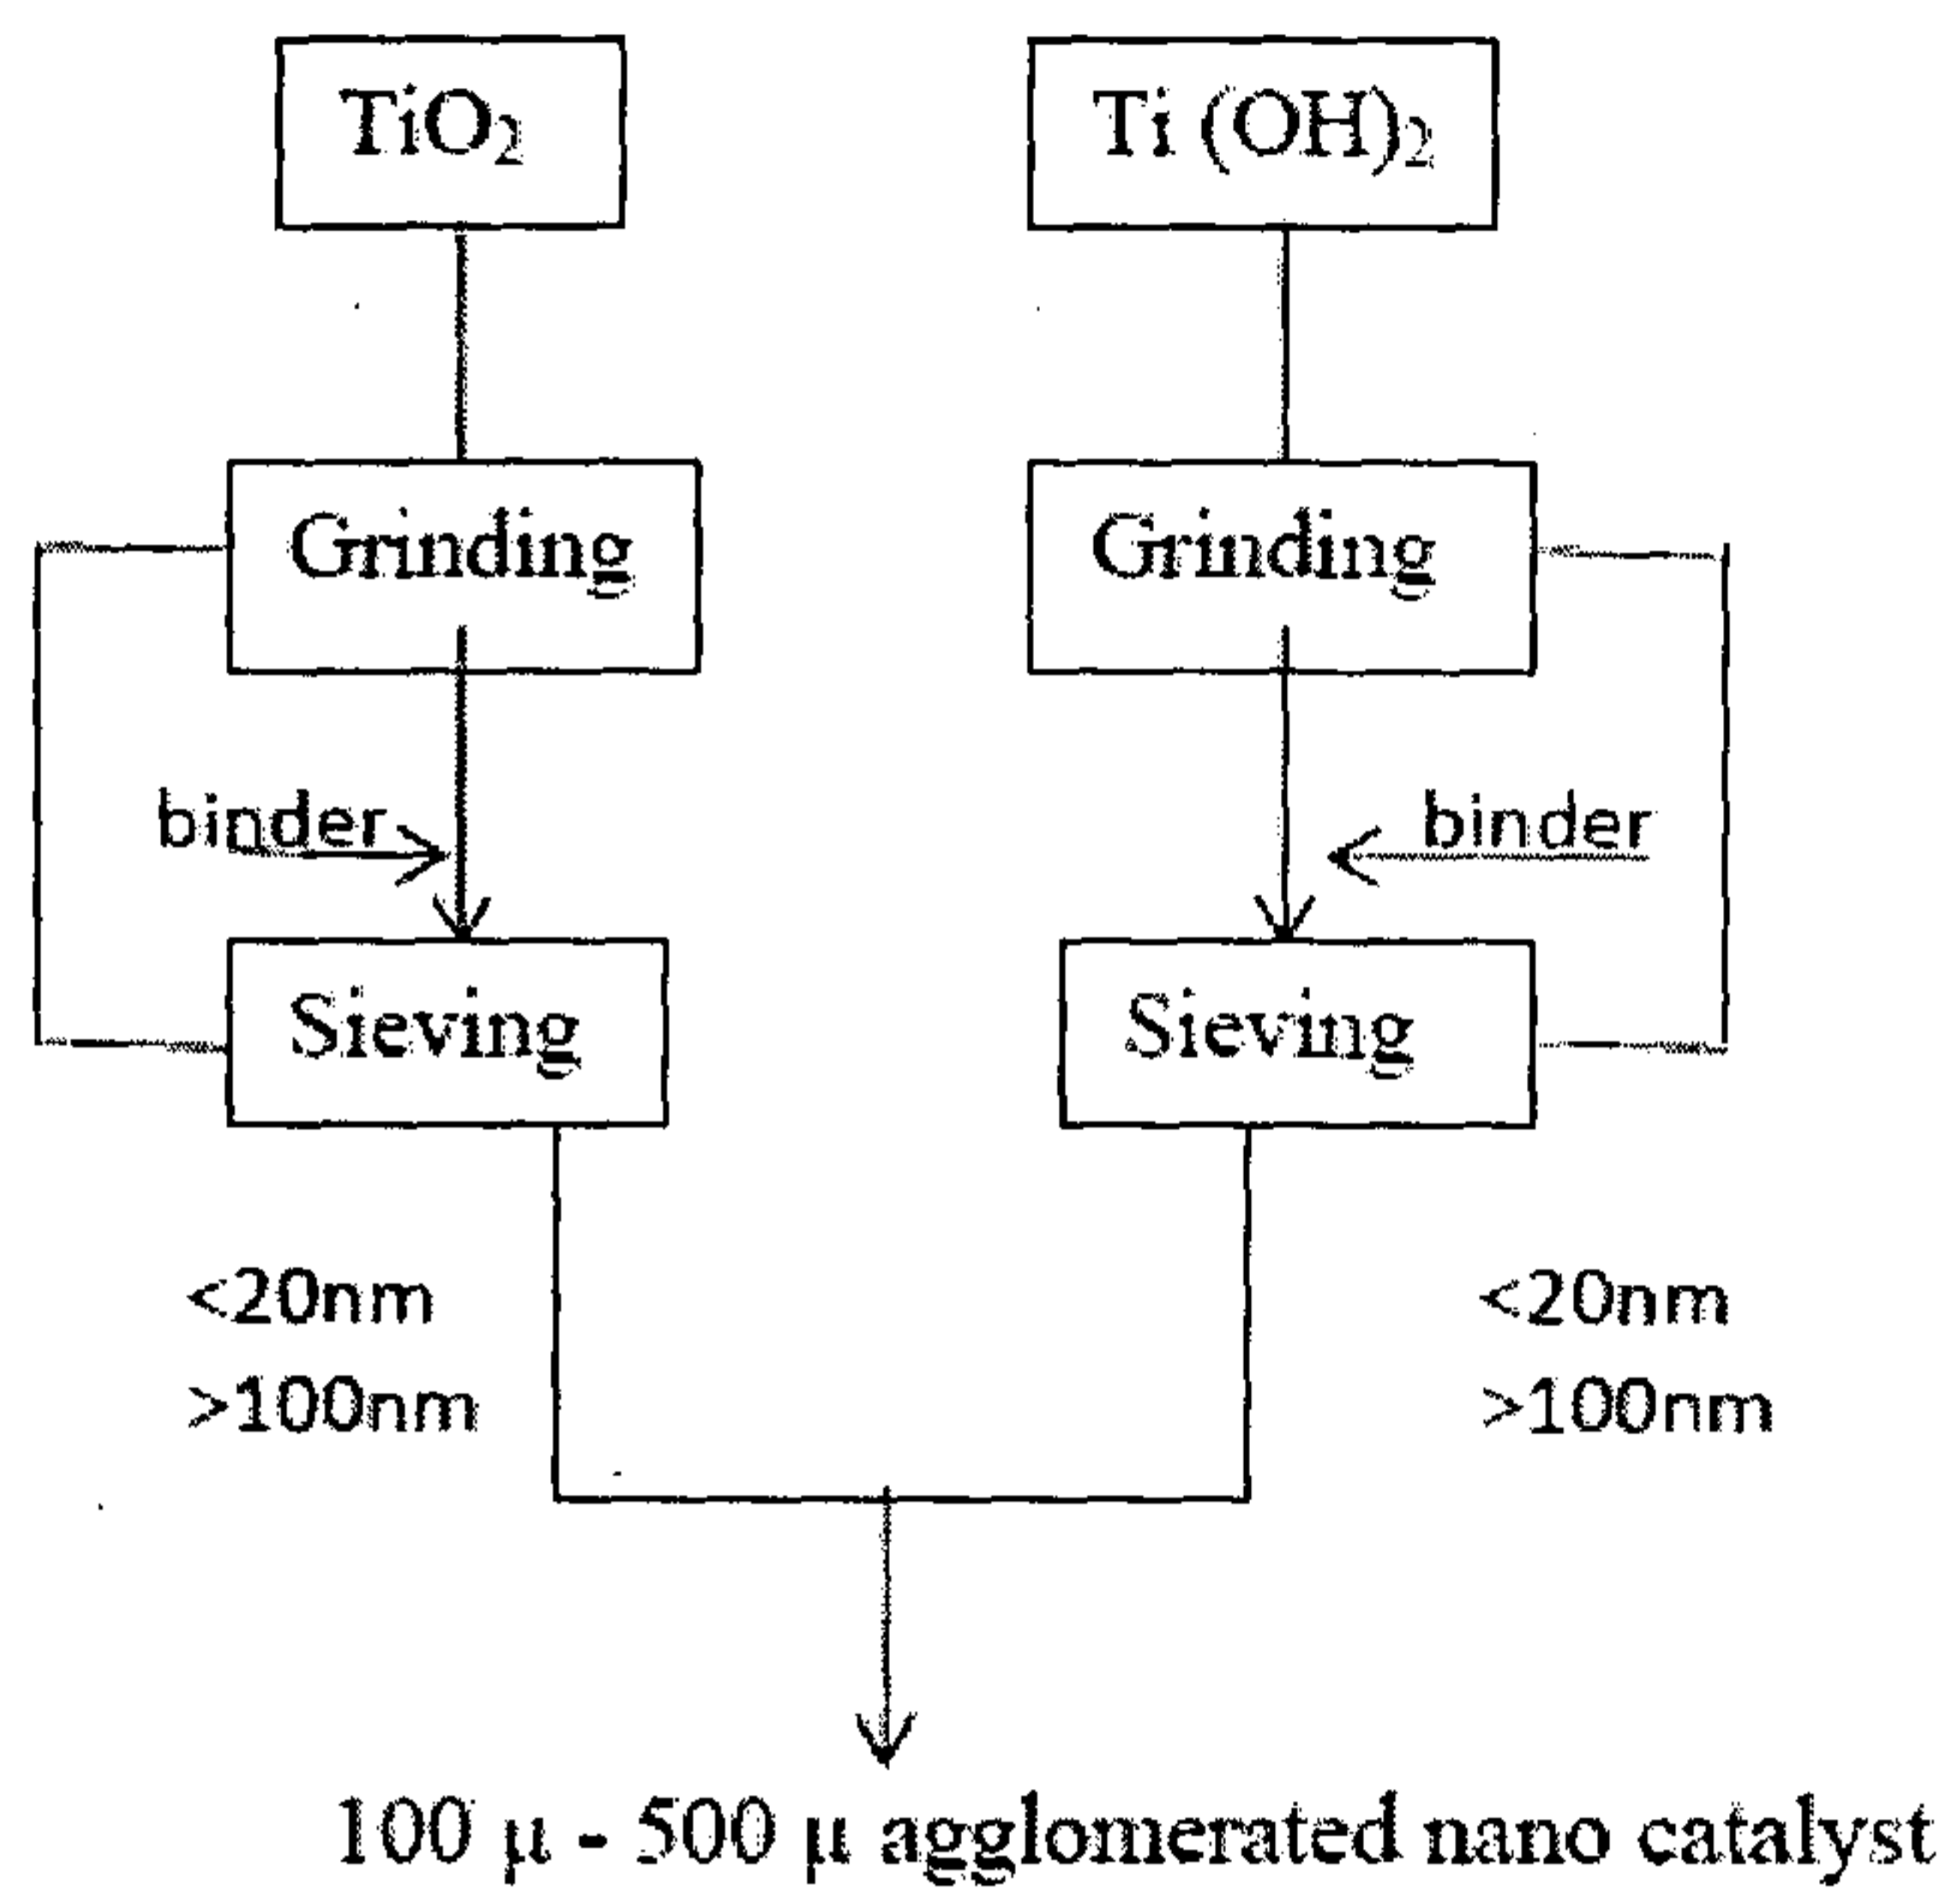 TiO₂
Ti (OH)₂
Grinding
Grinding
binder
binder
Sieving
Sieving
<20nm
>100nm
<20nm
>100nm
100 µ - 500 µ agglomerated nano catalyst